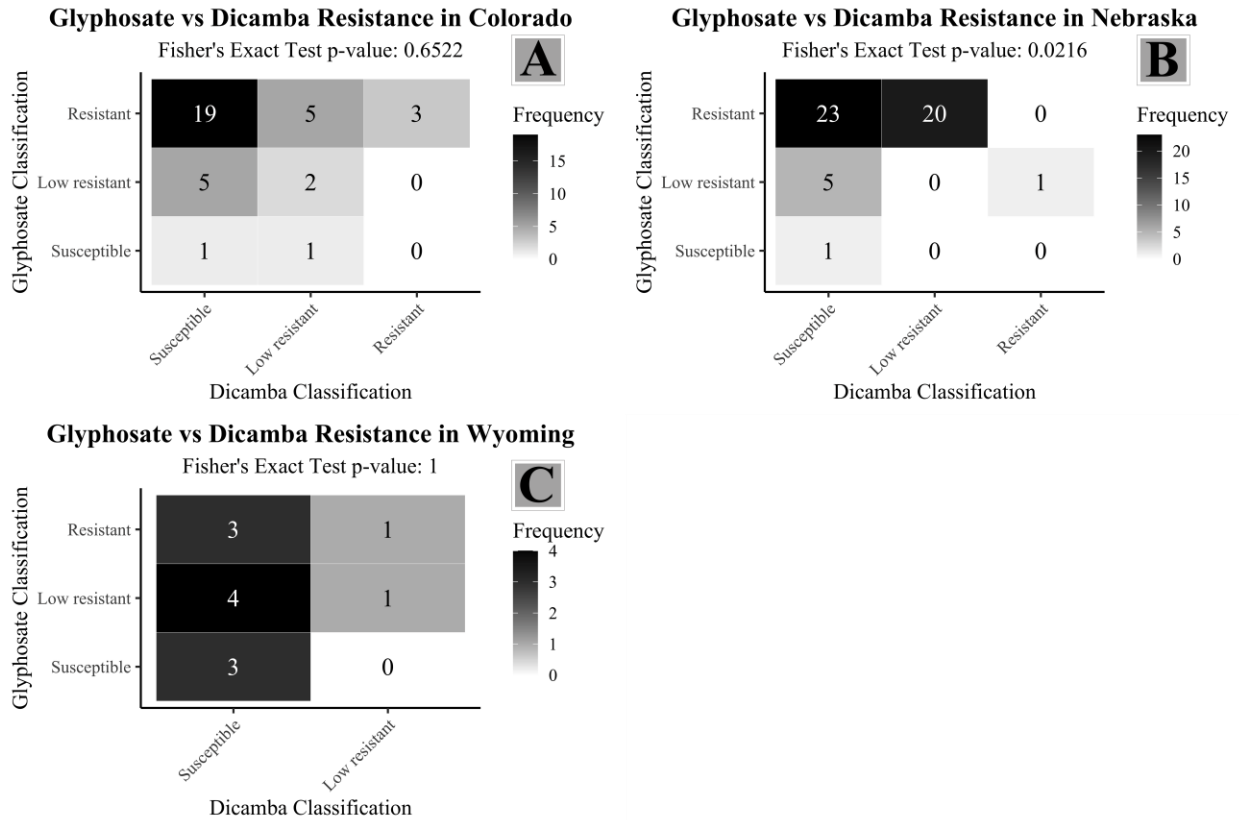 Glyphosate vs Dicamba Resistance in Colorado
Fisher's Exact Test p-value: 0.6522
A
Glyphosate Classification
Resistant
Low resistant
Susceptible
19 5 3
5 2 0
1 1 0
Susceptible
Low resistant
Resistant
Dicamba Classification
Frequency
15
10
5
0
Glyphosate vs Dicamba Resistance in Nebraska
Fisher's Exact Test p-value: 0.0216
B
Glyphosate Classification
Resistant
Low resistant
Susceptible
23 20 0
5 0 1
1 0 0
Susceptible
Low resistant
Resistant
Dicamba Classification
Frequency
20
15
10
5
0
Glyphosate vs Dicamba Resistance in Wyoming
Fisher's Exact Test p-value: 1
C
Glyphosate Classification
Resistant
Low resistant
Susceptible
3 1
4 1
3 0
Susceptible
Low resistant
Dicamba Classification
Frequency
4
3
2
1
0